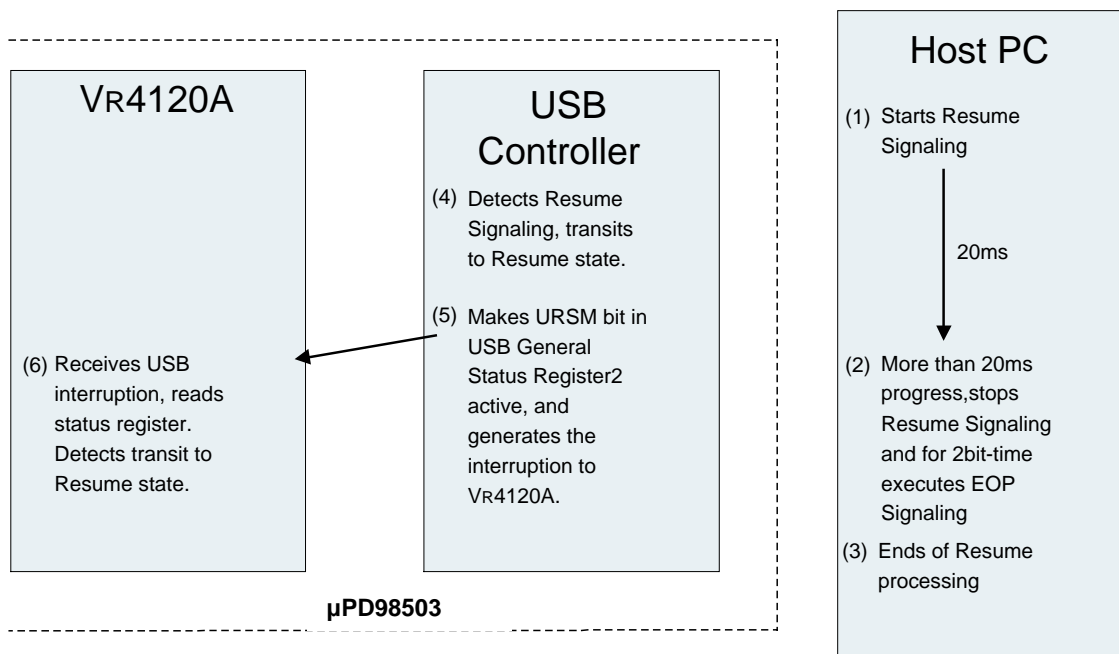 VR4120A
(6) Receives USB
interruption, reads
status register.
Detects transit to
Resume state.
USB
Controller
(4) Detects Resume
Signaling, transits
to Resume state.
(5) Makes URSM bit in
USB General
Status Register2
active, and
generates the
interruption to
VR4120A.
µPD98503
Host PC
(1) Starts Resume
Signaling
20ms
(2) More than 20ms
progress,stops
Resume Signaling
and for 2bit-time
executes EOP
Signaling
(3) Ends of Resume
processing